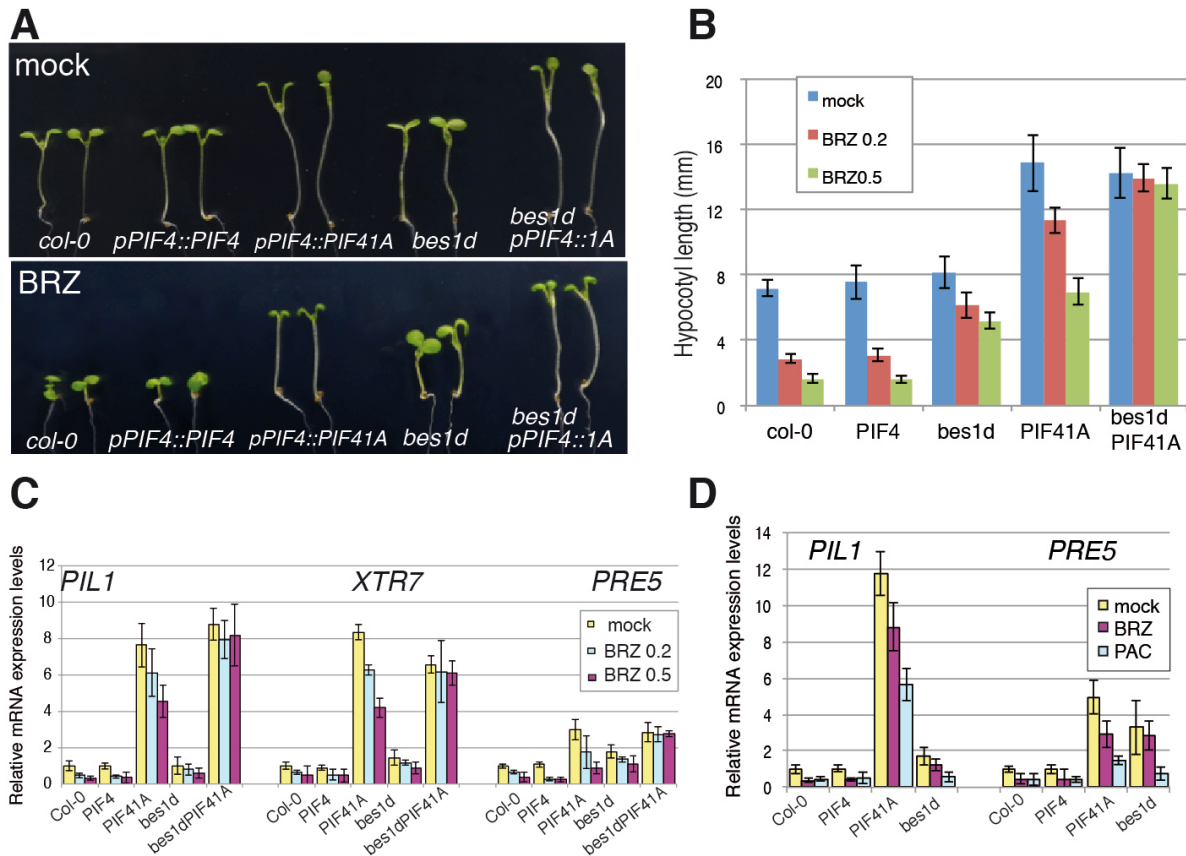 A
mock
col-0 pPIF4::PIF4 pPIF4::PIF41A bes1d bes1d
pPIF4::1A
BRZ
col-0 pPIF4::PIF4 pPIF4::PIF41A bes1d bes1d
pPIF4::1A
B
Hypocotyl length (mm)
20
16
12
8
4
0
mock
BRZ 0.2
BRZ0.5
col-0 PIF4 bes1d PIF41A bes1d
PIF41A
C
Relative mRNA expression levels
12
10
8
6
4
2
0
PIL1 XTR7 PRE5
mock
BRZ 0.2
BRZ 0.5
Col-0 PIF4 PIF41A bes1d bes1dPIF41A Col-0 PIF4 PIF41A bes1d bes1dPIF41A Col-0 PIF4 PIF41A bes1d bes1dPIF41A
D
Relative mRNA expression levels
14
12
10
8
6
4
2
0
PIL1 PRE5
mock
BRZ
PAC
Col-0 PIF4 PIF41A bes1d Col-0 PIF4 PIF41A bes1d